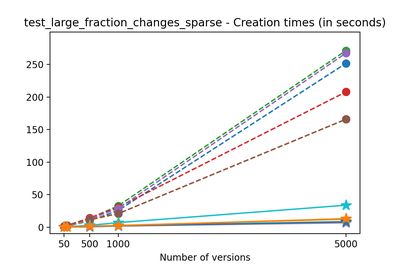 test_large_fraction_changes_sparse - Creation times (in seconds)
250
200
150
100
50
0
50 500 1000 5000
Number of versions